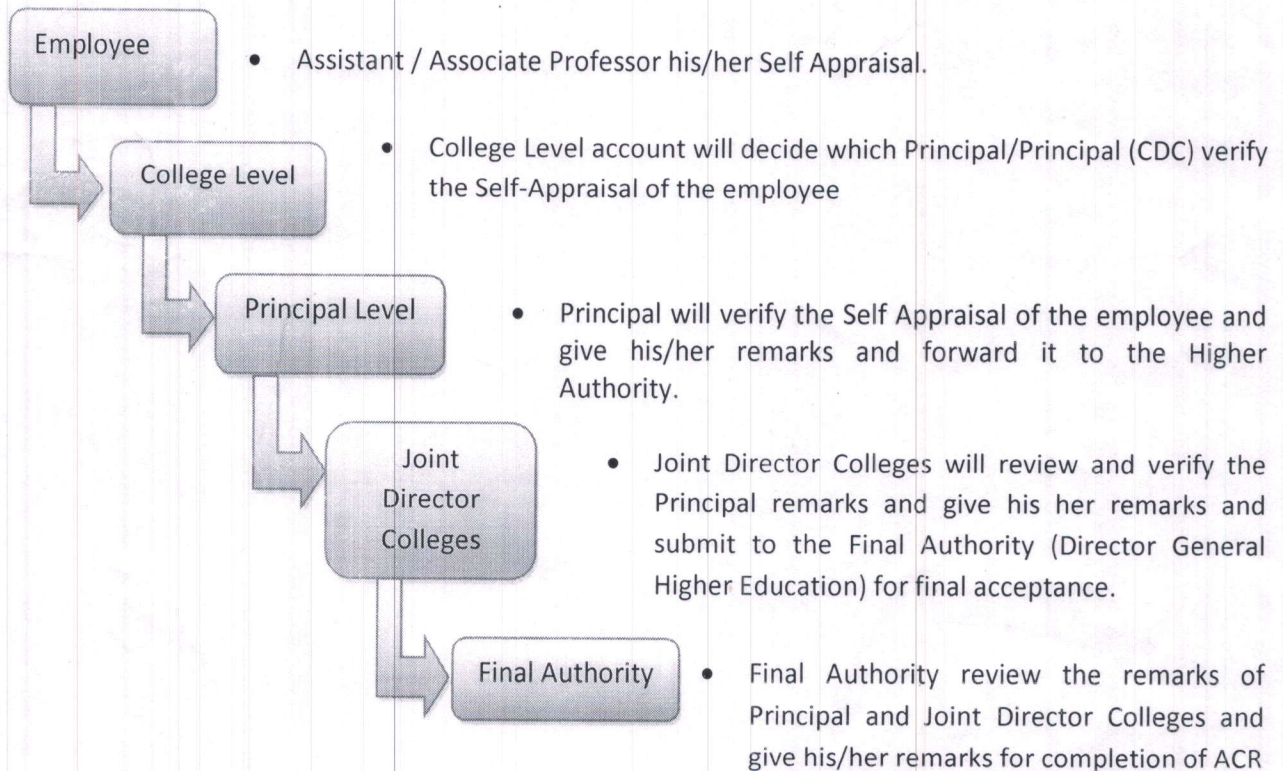 Employee
• Assistant / Associate Professor his/her Self Appraisal.
College Level
• College Level account will decide which Principal/Principal (CDC) verify
the Self-Appraisal of the employee
Principal Level
• Principal will verify the Self Appraisal of the employee and
give his/her remarks and forward it to the Higher
Authority.
Joint
Director
Colleges
• Joint Director Colleges will review and verify the
Principal remarks and give his her remarks and
submit to the Final Authority (Director General
Higher Education) for final acceptance.
Final Authority
• Final Authority review the remarks of
Principal and Joint Director Colleges and
give his/her remarks for completion of ACR